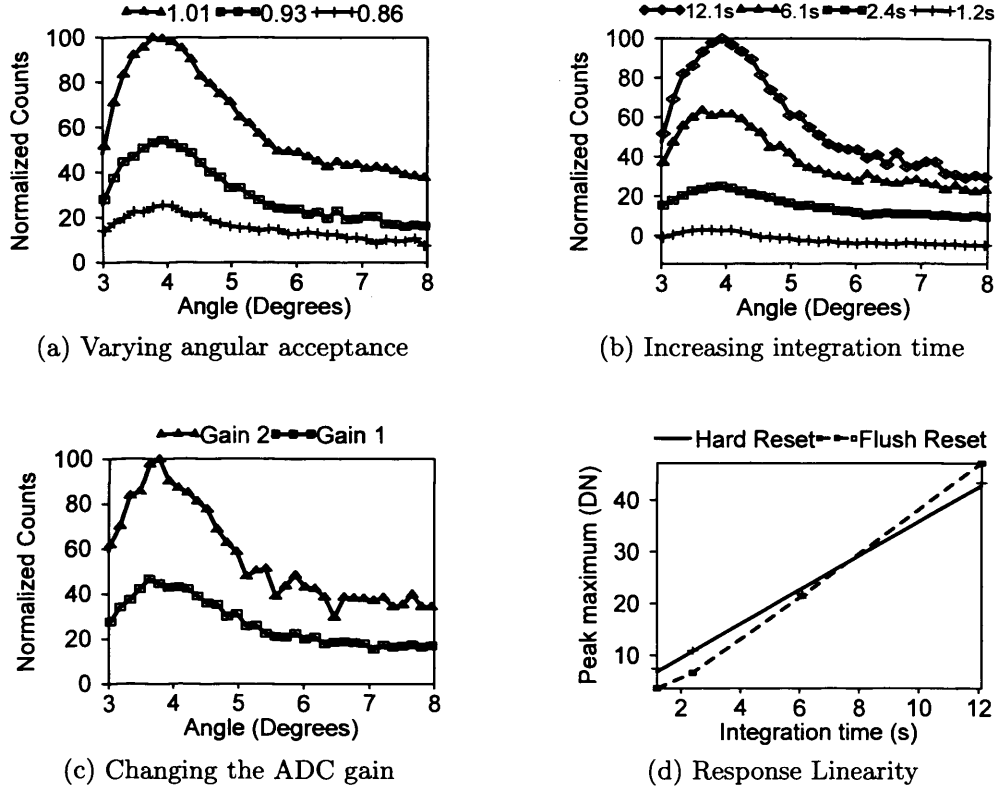 1.01 0.93 0.86
Normalized Counts
100
80
60
40
20
0
3 4 5 6 7 8
Angle (Degrees)
(a) Varying angular acceptance
12.1s 6.1s 2.4s 1.2s
Normalized Counts
100
80
60
40
20
0
3 4 5 6 7 8
Angle (Degrees)
(b) Increasing integration time
Gain 2 Gain 1
Normalized Counts
100
80
60
40
20
0
3 4 5 6 7 8
Angle (Degrees)
(c) Changing the ADC gain
Hard Reset Flush Reset
Peak maximum (DN)
40
30
20
10
2 4 6 8 10 12
Integration time (s)
(d) Response Linearity